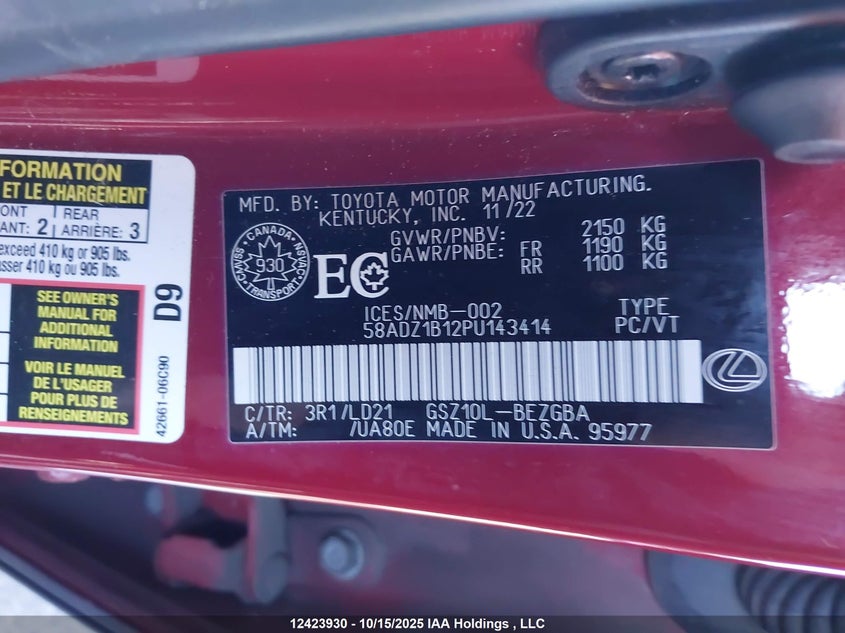 FORMATION
ET LE CHARGEMENT
ONT 2 REAR
ANT: ARRIÈRE: 3
exceed 410 kg or 905 lbs.
sser 410 kg ou 905 lbs.
SEE OWNER'S
MANUAL FOR
ADDITIONAL
INFORMATION
VOIR LE MANUEL
DE L'USAGER
POUR PLUS DE
RENSEIGNEMENTS
D9
42661-06C90
MFD. BY: TOYOTA MOTOR MANUFACTURING.
KENTUCKY, INC. 11/22
GVWR/PNBV: 2150 KG
GAWR/PNBE: FR 1190 KG
RR 1100 KG
CANADA
930
TRANSPORT
EC
ICES/NMB-002 TYPE
58ADZ1B12PU143414 PC/VT
C/TR: 3R1/LD21 GSZ10L-BEZGBA
A/TM: /UA80E MADE IN U.S.A. 95977
12423930 - 10/15/2025 IAA Holdings , LLC